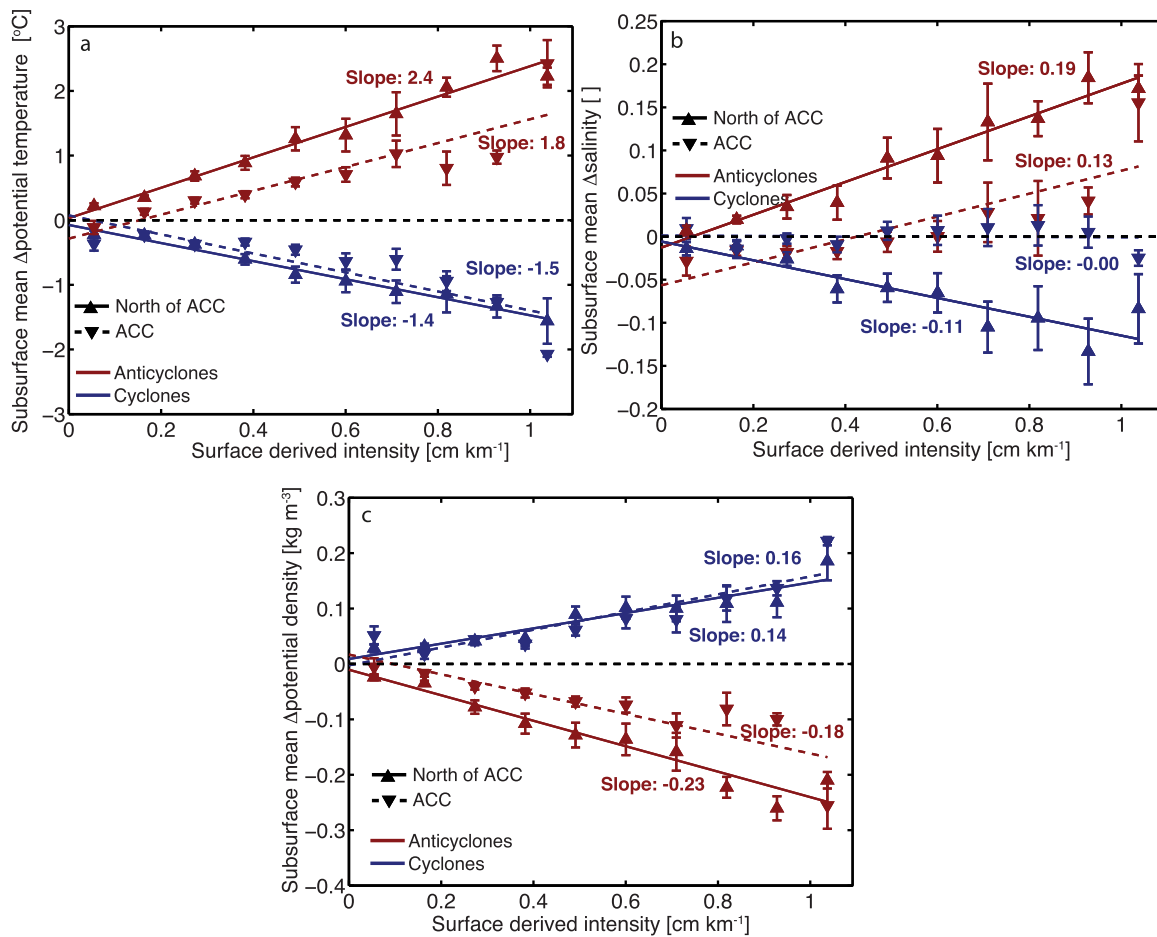 a
Subsurface mean Δpotential temperature [ºC]
3
2
1
0
−1
−2
−3
Slope: 2.4
Slope: 1.8
Slope: -1.5
Slope: -1.4
North of ACC
ACC
Anticyclones
Cyclones
0 0.2 0.4 0.6 0.8 1
Surface derived intensity [cm km⁻¹]
b
Subsurface mean Δsalinity [ ]
0.25
0.2
0.15
0.1
0.05
0
−0.05
−0.1
−0.15
−0.2
Slope: 0.19
North of ACC
ACC
Slope: 0.13
Anticyclones
Cyclones
Slope: -0.00
Slope: -0.11
0 0.2 0.4 0.6 0.8 1
Surface derived intensity [cm km⁻¹]
c
Subsurface mean Δpotential density [kg m⁻³]
0.3
0.2
0.1
0
−0.1
−0.2
−0.3
−0.4
Slope: 0.16
Slope: 0.14
Slope: -0.18
Slope: -0.23
North of ACC
ACC
Anticyclones
Cyclones
0 0.2 0.4 0.6 0.8 1
Surface derived intensity [cm km⁻¹]